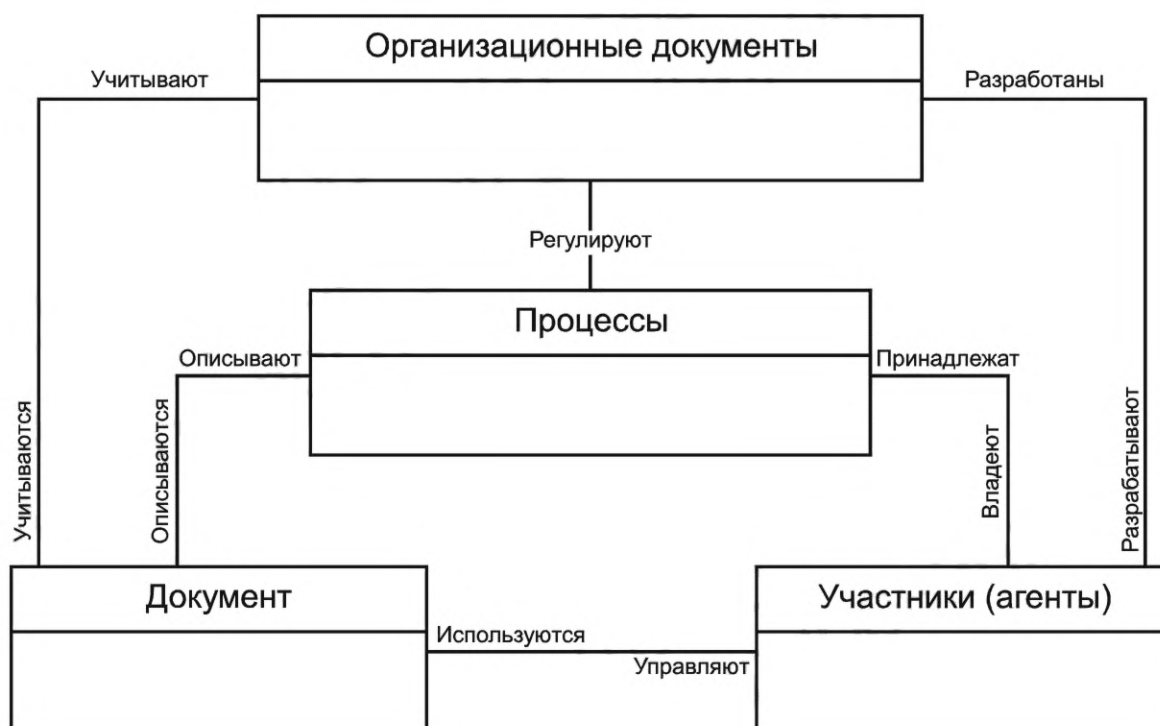 Организационные документы
Учитывают
Разработаны
Регулируют
Процессы
Описывают
Принадлежат
Учитываются
Описываются
Владеют
Разрабатывают
Документ
Участники (агенты)
Используются
Управляют